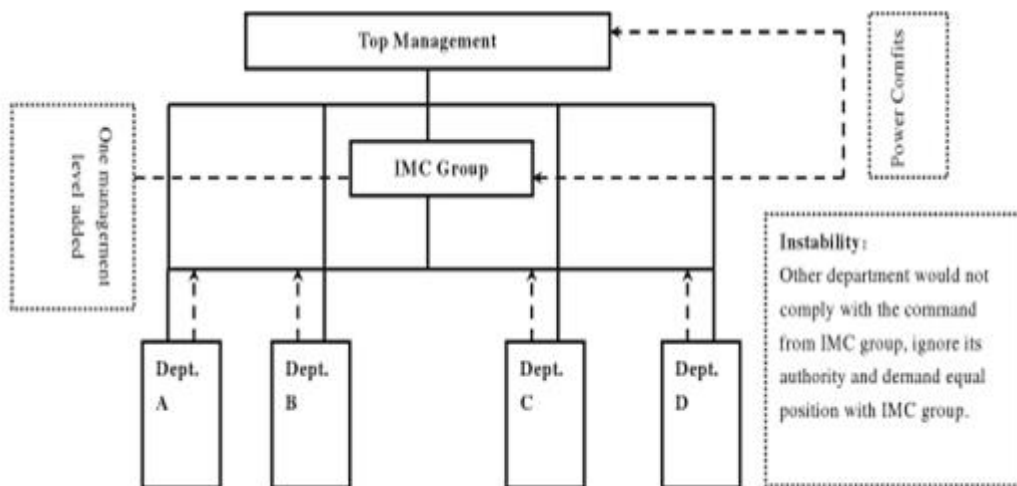 Top Management
Power Comfits
One management
level added
IMC Group
Instability:
Other department would not
comply with the command
from IMC group, ignore its
authority and demand equal
position with IMC group.
Dept.
A
Dept.
B
Dept.
C
Dept.
D